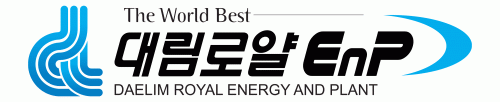 The World Best
대림로얄 EnP
DAELIM ROYAL ENERGY AND PLANT